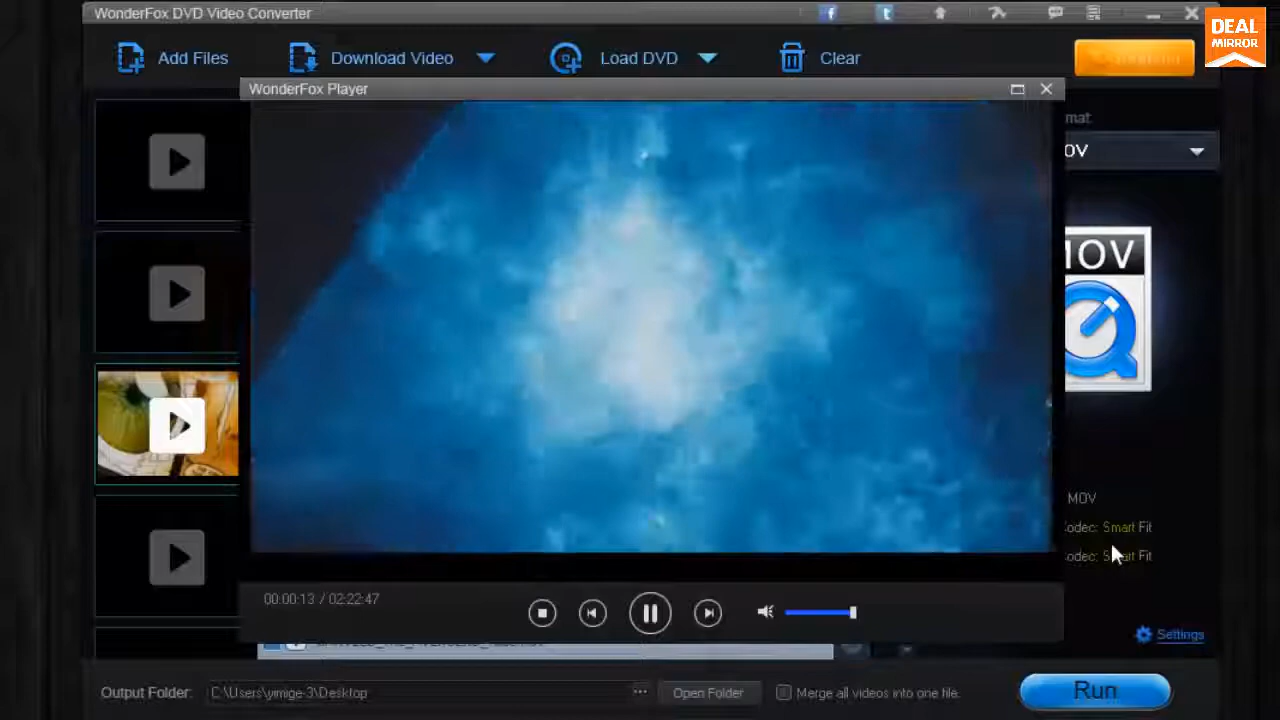 WonderFox DVD Video Converter
DEAL
MIRROR
Add Files
Download Video
Load DVD
Clear
WonderFox Player
mat:
OV
MOV
MOV
odec: Smart Fit
odec: Smart Fit
00:00:13 / 02:22:47
Settings
Output Folder:
C:\Users\yimige-3\Desktop
...
Open Folder
Merge all videos into one file.
Run